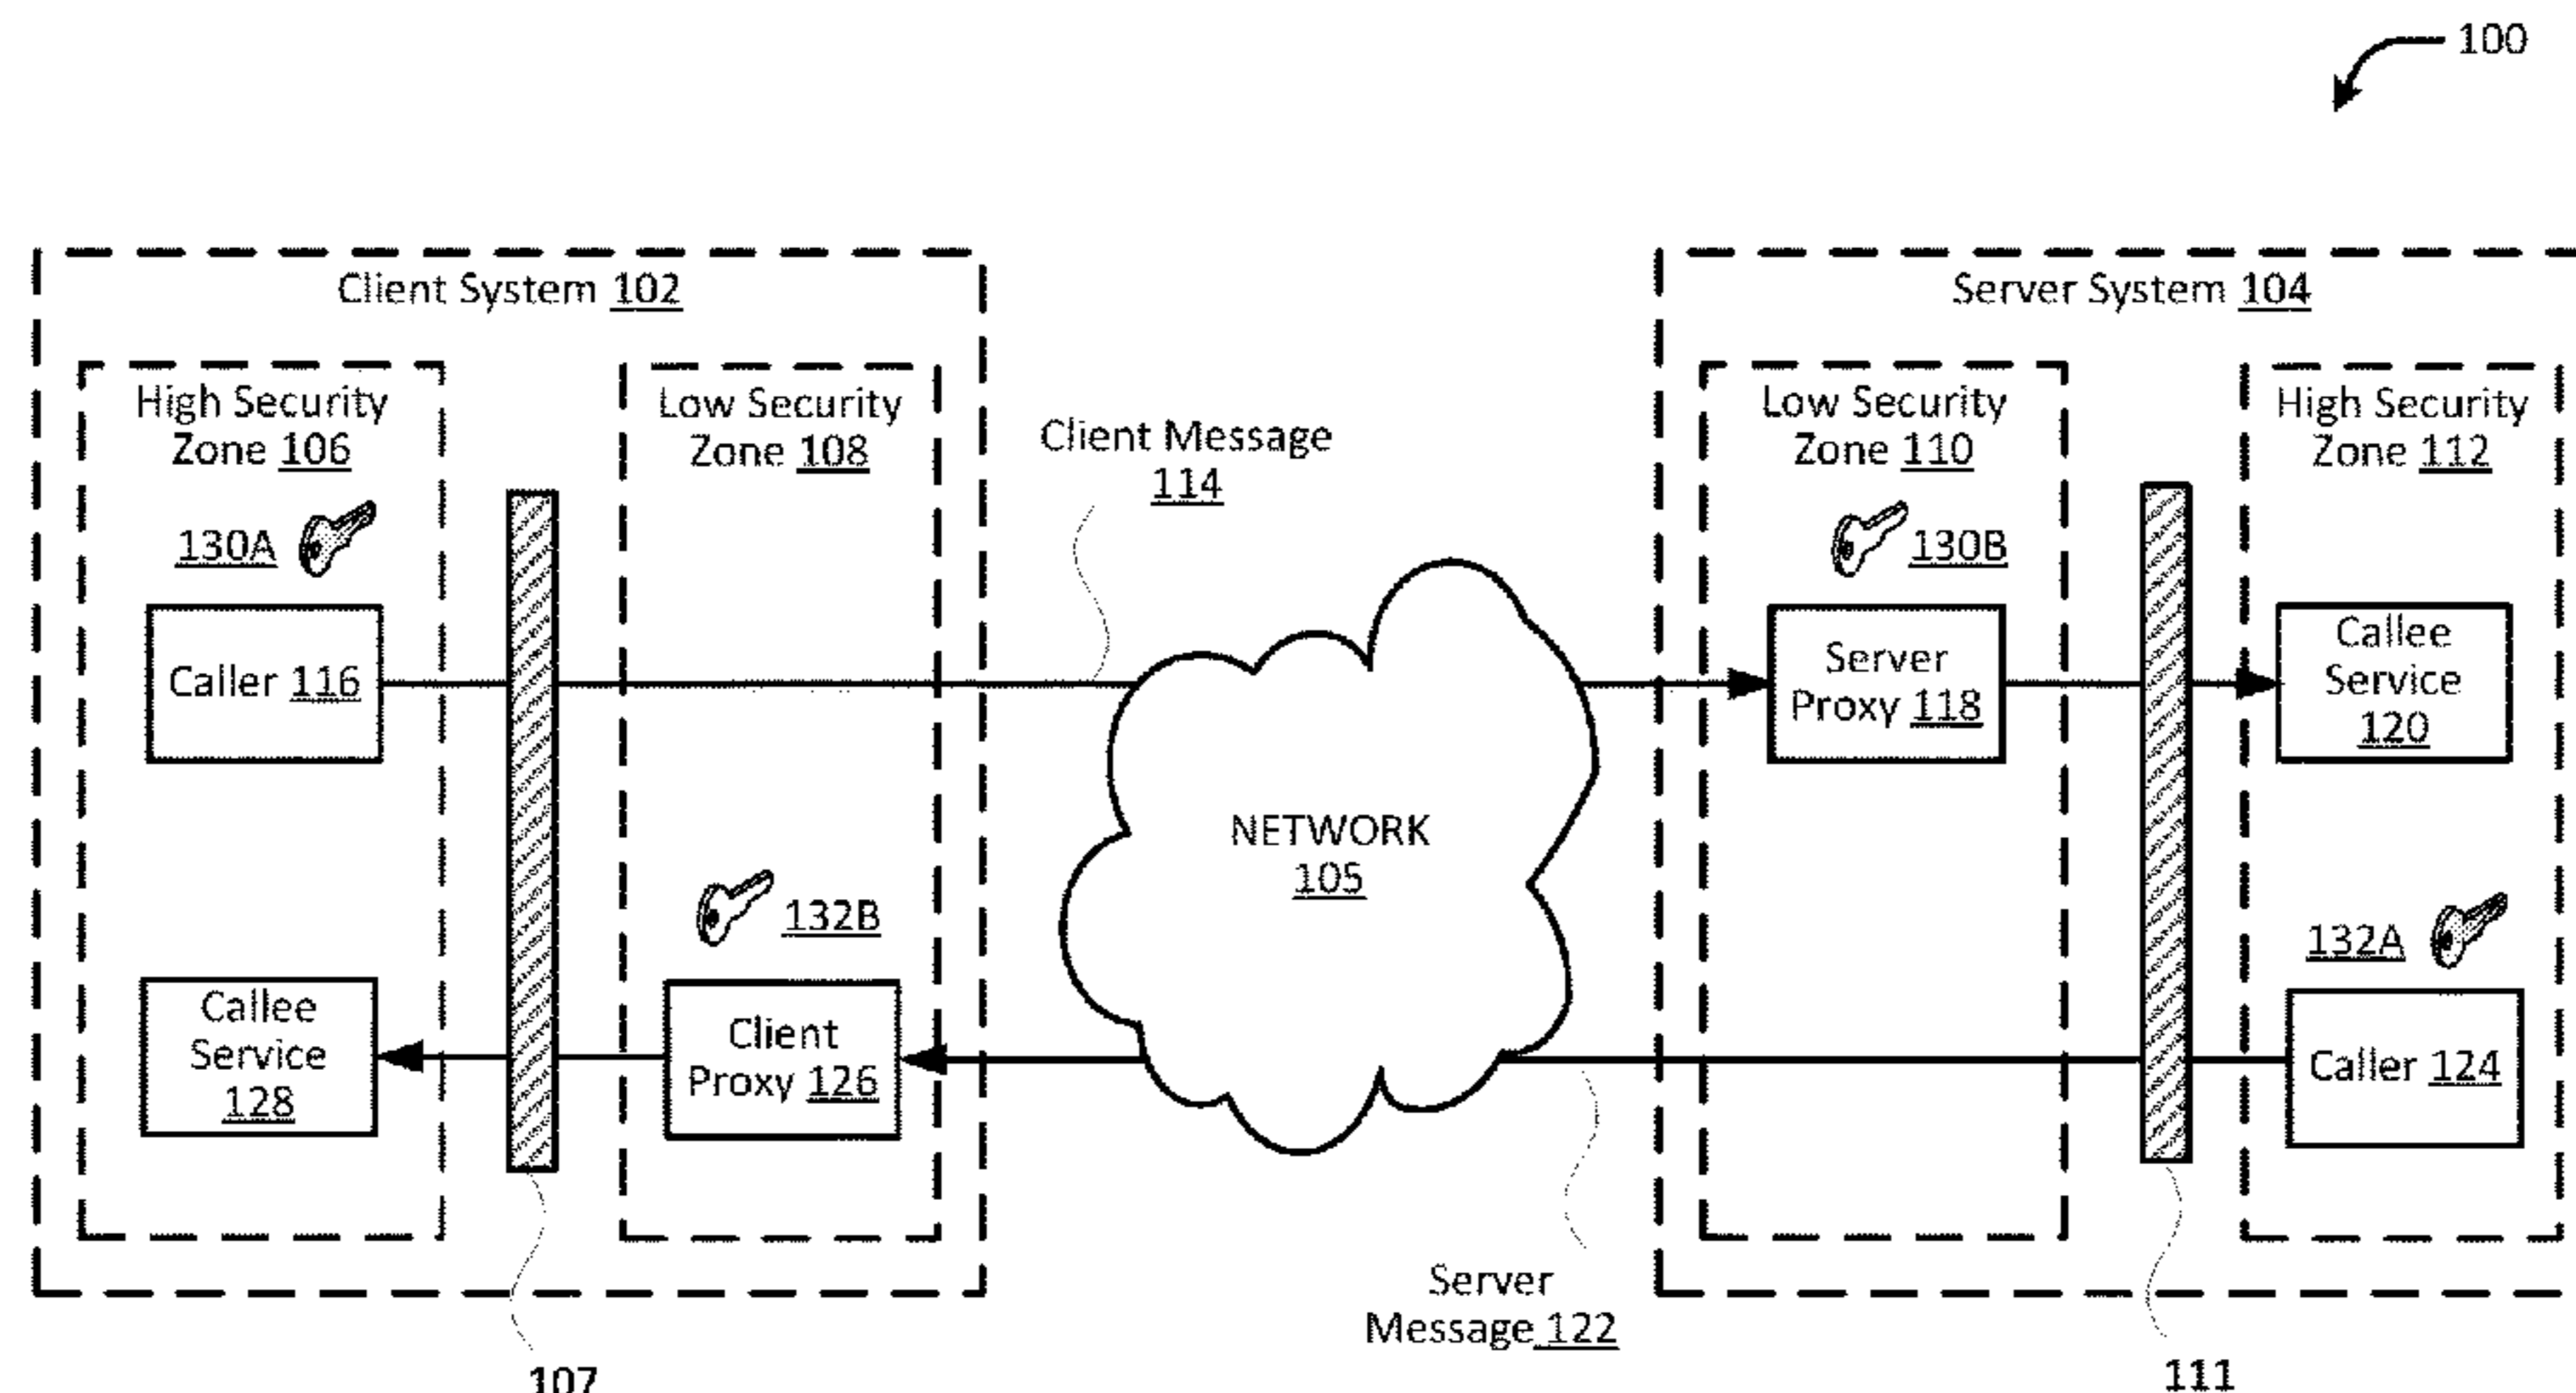 100
Client System 102
High Security
Zone 106
130A
Caller 116
Callee
Service
128
107
Low Security
Zone 108
132B
Client
Proxy 126
Client Message
114
NETWORK
105
Server
Message 122
Server System 104
Low Security
Zone 110
130B
Server
Proxy 118
111
High Security
Zone 112
Callee
Service
120
132A
Caller 124